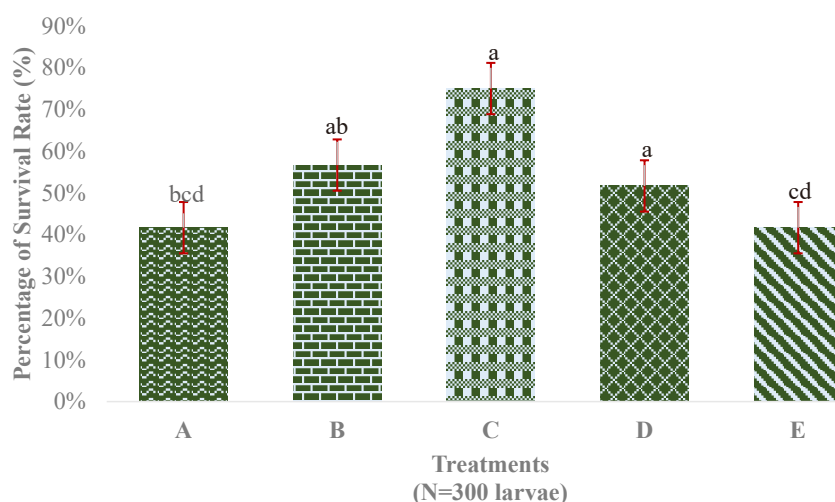 Percentage of Survival Rate (%)
90%
80%
70%
60%
50%
40%
30%
20%
10%
0%
bcd
ab
a
a
cd
A
B
C
D
E
Treatments
(N=300 larvae)